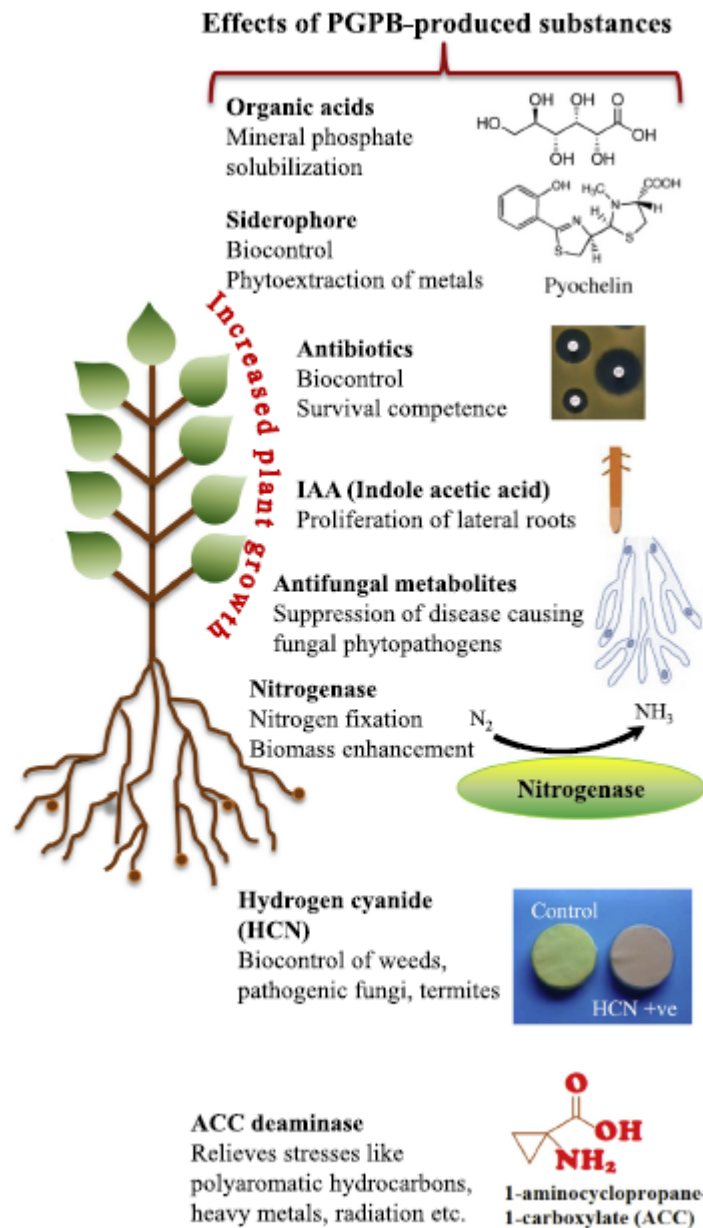 Effects of PGPB-produced substances
Organic acids
Mineral phosphate
solubilization
OH
OH
O
HO
OH
OH
OH
OH
Siderophore
Biocontrol
Phytoextraction of metals
OH
N
H₃C
N
COOH
H
H
S
S
H
Pyochelin
Increased plant growth
Antibiotics
Biocontrol
Survival competence
IAA (Indole acetic acid)
Proliferation of lateral roots
Antifungal metabolites
Suppression of disease causing
fungal phytopathogens
Nitrogenase
Nitrogen fixation
Biomass enhancement
N₂
NH₃
Nitrogenase
Hydrogen cyanide
(HCN)
Biocontrol of weeds,
pathogenic fungi, termites
Control
HCN +ve
ACC deaminase
Relieves stresses like
polyaromatic hydrocarbons,
heavy metals, radiation etc.
O
OH
NH₂
1-aminocyclopropane-
1-carboxylate (ACC)